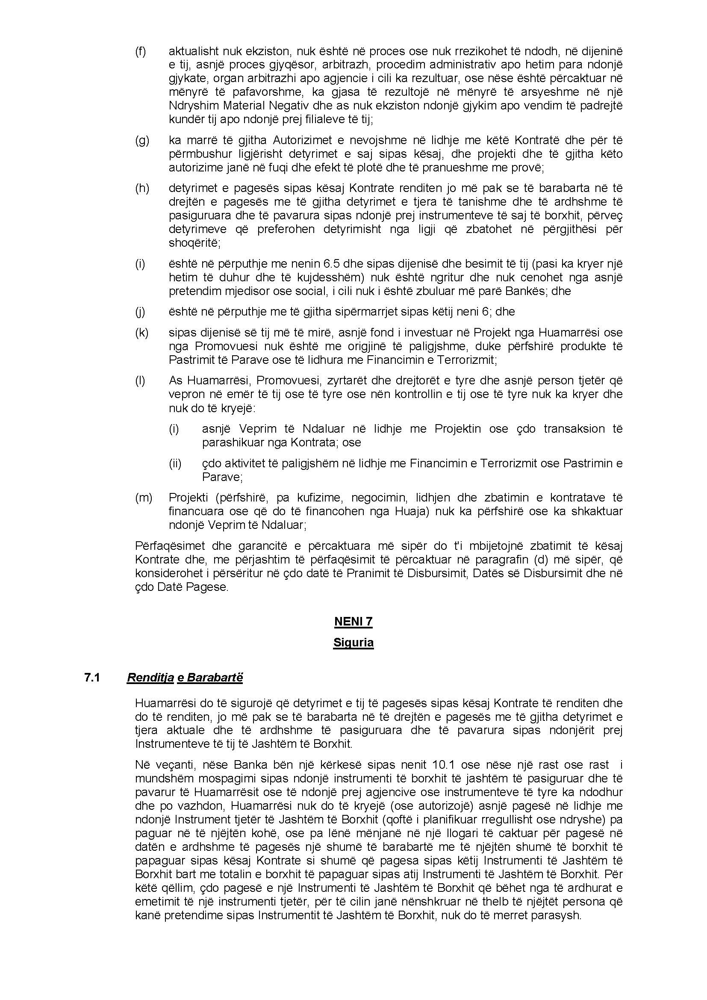 (f) aktualisht nuk ekziston, nuk është në proces ose nuk rrezikohet të ndodh, në dijeninë
e tij, asnjë proces gjyqësor, arbitrazh, procedim administrativ apo hetim para ndonjë
gjykate, organ arbitrazhi apo agjencie i cili ka rezultuar, ose nëse është përcaktuar në
mënyrë të pafavorshme, ka gjasa të rezultojë në mënyrë të arsyeshme në një
Ndryshim Material Negativ dhe as nuk ekziston ndonjë gjykim apo vendim të padrejtë
kundër tij apo ndonjë prej filialeve të tij;
(g) ka marrë të gjitha Autorizimet e nevojshme në lidhje me këtë Kontratë dhe për të
përmbushur ligjërisht detyrimet e saj sipas kësaj, dhe projekti dhe të gjitha këto
autorizime janë në fuqi dhe efekt të plotë dhe të pranueshme me provë;
(h) detyrimet e pagesës sipas kësaj Kontrate renditen jo më pak se të barabarta në të
drejtën e pagesës me të gjitha detyrimet e tjera të tanishme dhe të ardhshme të
pasiguruara dhe të pavarura sipas ndonjë prej instrumenteve të saj të borxhit, përveç
detyrimeve që preferohen detyrimisht nga ligji që zbatohet në përgjithësi për
shoqëritë;
(i) është në përputhje me nenin 6.5 dhe sipas dijenisë dhe besimit të tij (pasi ka kryer një
hetim të duhur dhe të kujdesshëm) nuk është ngritur dhe nuk cenohet nga asnjë
pretendim mjedisor ose social, i cili nuk i është zbuluar më parë Bankës; dhe
(j) është në përputhje me të gjitha sipërmarrjet sipas këtij neni 6; dhe
(k) sipas dijenisë së tij më të mirë, asnjë fond i investuar në Projekt nga Huamarrësi ose
nga Promovuesi nuk është me origjinë të paligjshme, duke përfshirë produkte të
Pastrimit të Parave ose të lidhura me Financimin e Terrorizmit;
(l) As Huamarrësi, Promovuesi, zyrtarët dhe drejtorët e tyre dhe asnjë person tjetër që
vepron në emër të tij ose të tyre ose nën kontrollin e tij ose të tyre nuk ka kryer dhe
nuk do të kryejë:
(i) asnjë Veprim të Ndaluar në lidhje me Projektin ose çdo transaksion të
parashikuar nga Kontrata; ose
(ii) çdo aktivitet të paligjshëm në lidhje me Financimin e Terrorizmit ose Pastrimin e
Parave;
(m) Projekti (përfshirë, pa kufizime, negocimin, lidhjen dhe zbatimin e kontratave të
financuara ose që do të financohen nga Huaja) nuk ka përfshirë ose ka shkaktuar
ndonjë Veprim të Ndaluar;
Përfaqësimet dhe garancitë e përcaktuara më sipër do t'i mbijetojnë zbatimit të kësaj
Kontrate dhe, me përjashtim të përfaqësimit të përcaktuar në paragrafin (d) më sipër, që
konsiderohet i përsëritur në çdo datë të Pranimit të Disbursimit, Datës së Disbursimit dhe në
çdo Datë Pagese.
NENI 7
Siguria
7.1 Renditja e Barabartë
Huamarrësi do të sigurojë që detyrimet e tij të pagesës sipas kësaj Kontrate të renditen dhe
do të renditen, jo më pak se të barabarta në të drejtën e pagesës me të gjitha detyrimet e
tjera aktuale dhe të ardhshme të pasiguruara dhe të pavarura sipas ndonjërit prej
Instrumenteve të tij të Jashtëm të Borxhit.
Në veçanti, nëse Banka bën një kërkesë sipas nenit 10.1 ose nëse një rast ose rast i
mundshëm mospagimi sipas ndonjë instrumenti të borxhit të jashtëm të pasiguruar dhe të
pavarur të Huamarrësit ose të ndonjë prej agjencive ose instrumenteve të tyre ka ndodhur
dhe po vazhdon, Huamarrësi nuk do të kryejë (ose autorizojë) asnjë pagesë në lidhje me
ndonjë Instrument tjetër të Jashtëm të Borxhit (qoftë i planifikuar rregullisht ose ndryshe) pa
paguar në të njëjtën kohë, ose pa lënë mënjanë në një llogari të caktuar për pagesë në
datën e ardhshme të pagesës një shumë të barabartë me të njëjtën shumë të borxhit të
papaguar sipas kësaj Kontrate si shumë që pagesa sipas këtij Instrumenti të Jashtëm të
Borxhit bart me totalin e borxhit të papaguar sipas atij Instrumenti të Jashtëm të Borxhit. Për
këtë qëllim, çdo pagesë e një Instrumenti të Jashtëm të Borxhit që bëhet nga të ardhurat e
emetimit të një instrumenti tjetër, për të cilin janë nënshkruar në thelb të njëjtët persona që
kanë pretendime sipas Instrumentit të Jashtëm të Borxhit, nuk do të merret parasysh.